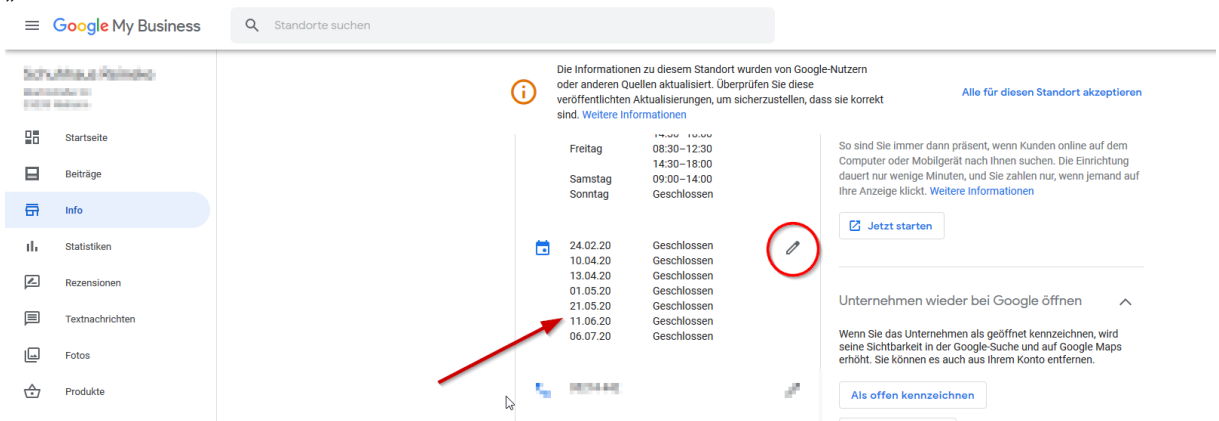 „
Google My Business
Standorte suchen
Startseite
Beiträge
Info
Statistiken
Rezensionen
Textnachrichten
Fotos
Produkte
Die Informationen zu diesem Standort wurden von Google-Nutzern
oder anderen Quellen aktualisiert. Überprüfen Sie diese
veröffentlichten Aktualisierungen, um sicherzustellen, dass sie korrekt
sind. Weitere Informationen
Alle für diesen Standort akzeptieren
Freitag 08:30–12:30
14:30–18:00
Samstag 09:00–14:00
Sonntag Geschlossen
24.02.20 Geschlossen
10.04.20 Geschlossen
13.04.20 Geschlossen
01.05.20 Geschlossen
21.05.20 Geschlossen
11.06.20 Geschlossen
06.07.20 Geschlossen
So sind Sie immer dann präsent, wenn Kunden online auf dem
Computer oder Mobilgerät nach Ihnen suchen. Die Einrichtung
dauert nur wenige Minuten, und Sie zahlen nur, wenn jemand auf
Ihre Anzeige klickt. Weitere Informationen
Jetzt starten
Unternehmen wieder bei Google öffnen
Wenn Sie das Unternehmen als geöffnet kennzeichnen, wird
seine Sichtbarkeit in der Google-Suche und auf Google Maps
erhöht. Sie können es auch aus Ihrem Konto entfernen.
Als offen kennzeichnen